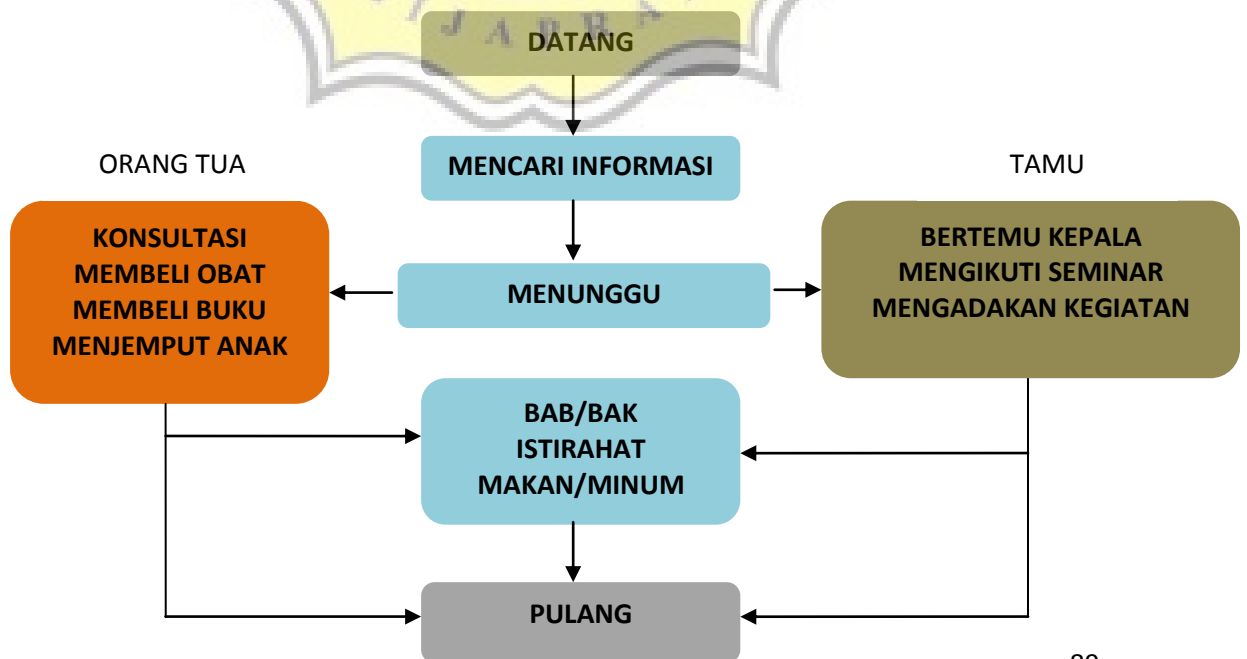 DATANG
MENCARI INFORMASI
ORANG TUA
TAMU
KONSULTASI
MEMBELI OBAT
MEMBELI BUKU
MENJEMPUT ANAK
MENUNGGU
BERTEMU KEPALA
MENGIKUTI SEMINAR
MENGADAKAN KEGIATAN
BAB/BAK
ISTIRAHAT
MAKAN/MINUM
PULANG